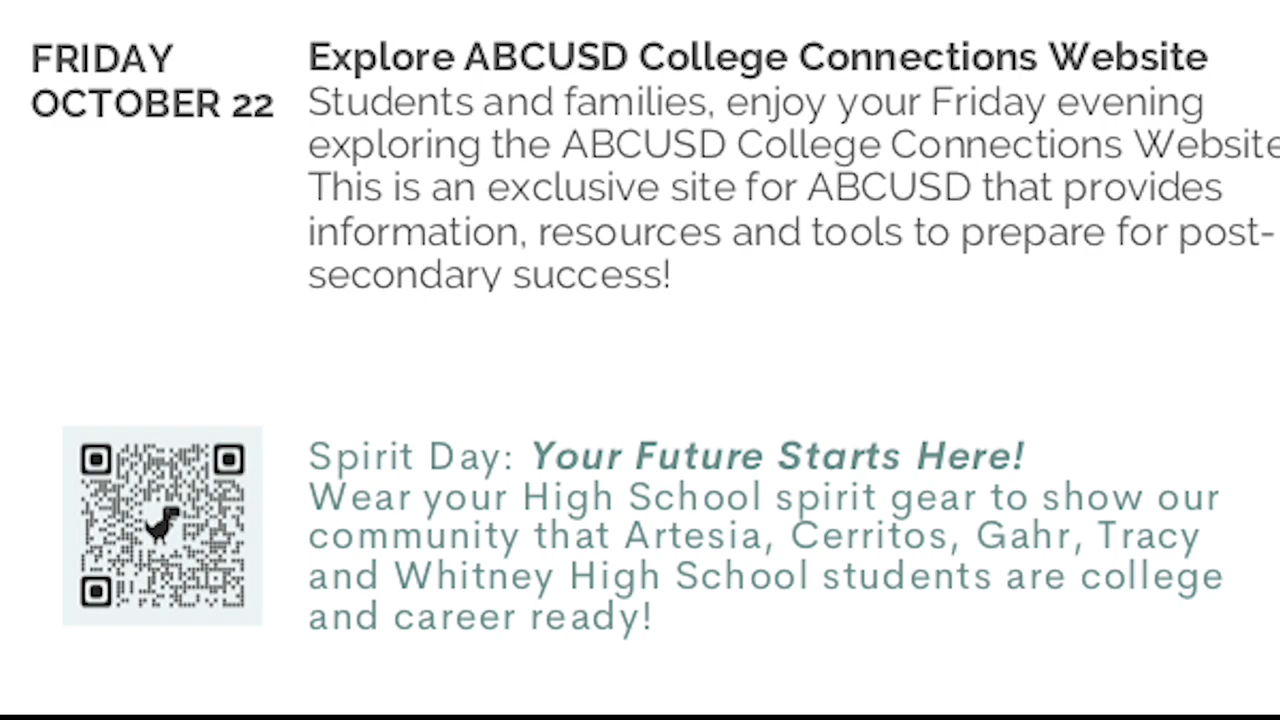 FRIDAY
OCTOBER 22
Explore ABCUSD College Connections Website
Students and families, enjoy your Friday evening
exploring the ABCUSD College Connections Website
This is an exclusive site for ABCUSD that provides
information, resources and tools to prepare for post-
secondary success!
Spirit Day: Your Future Starts Here!
Wear your High School spirit gear to show our
community that Artesia, Cerritos, Gahr, Tracy
and Whitney High School students are college
and career ready!